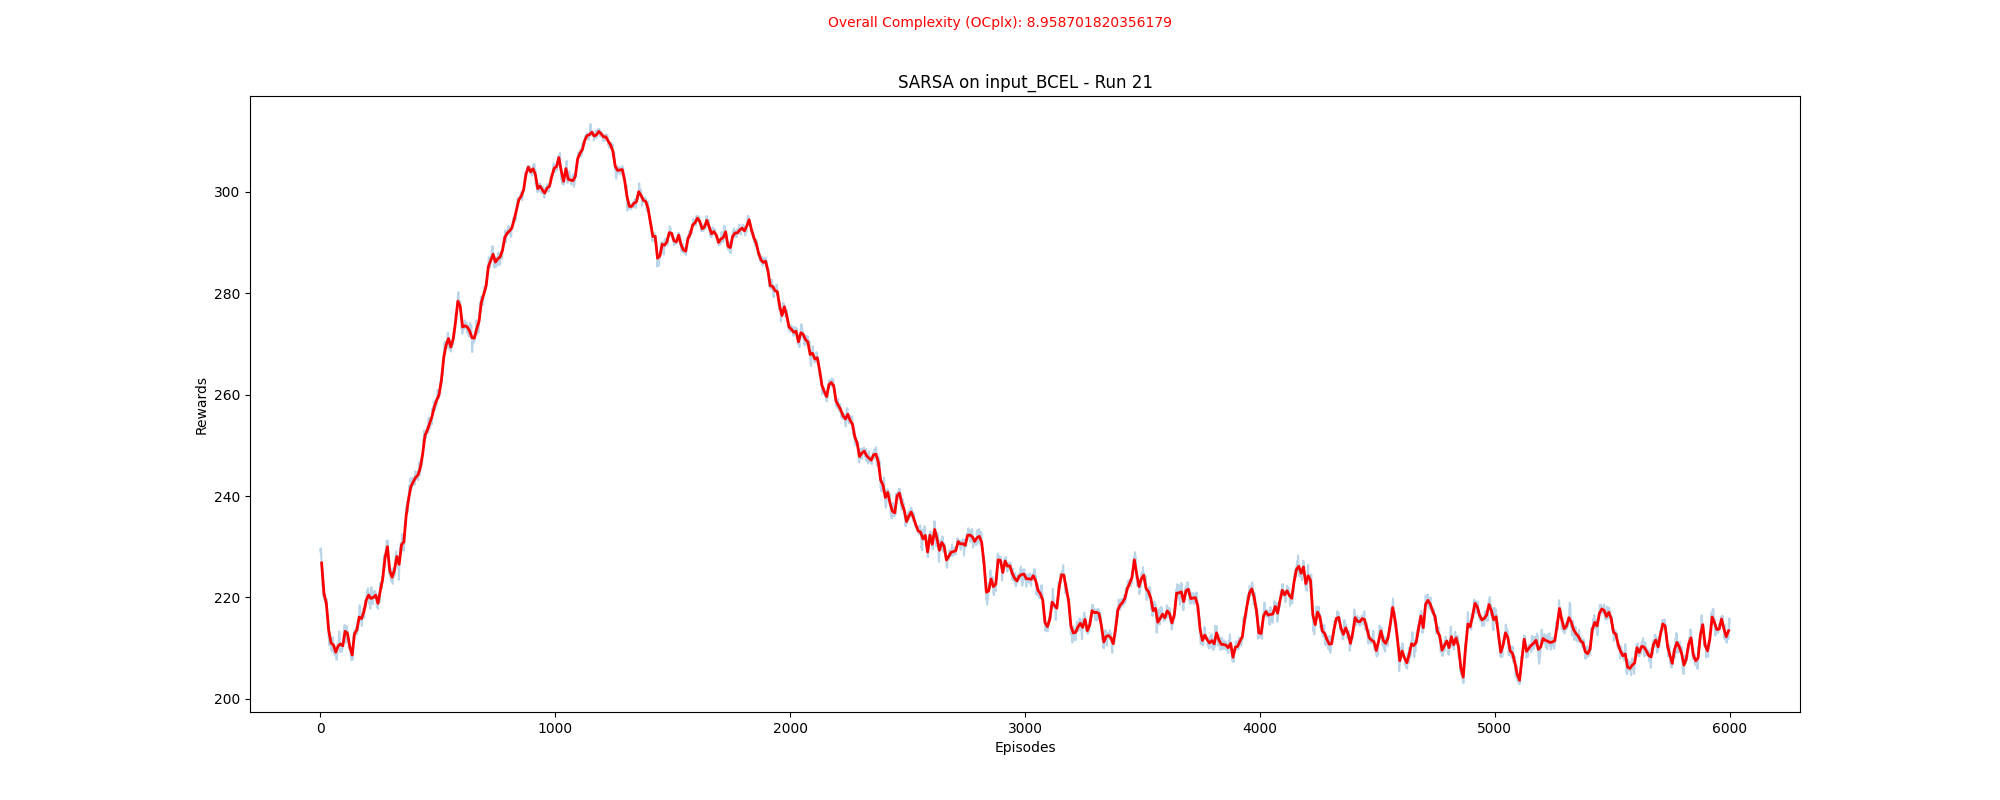 Overall Complexity (OCplx): 8.958701820356179
SARSA on input_BCEL - Run 21
Rewards
300
280
260
240
220
200
0 1000 2000 3000 4000 5000 6000
Episodes